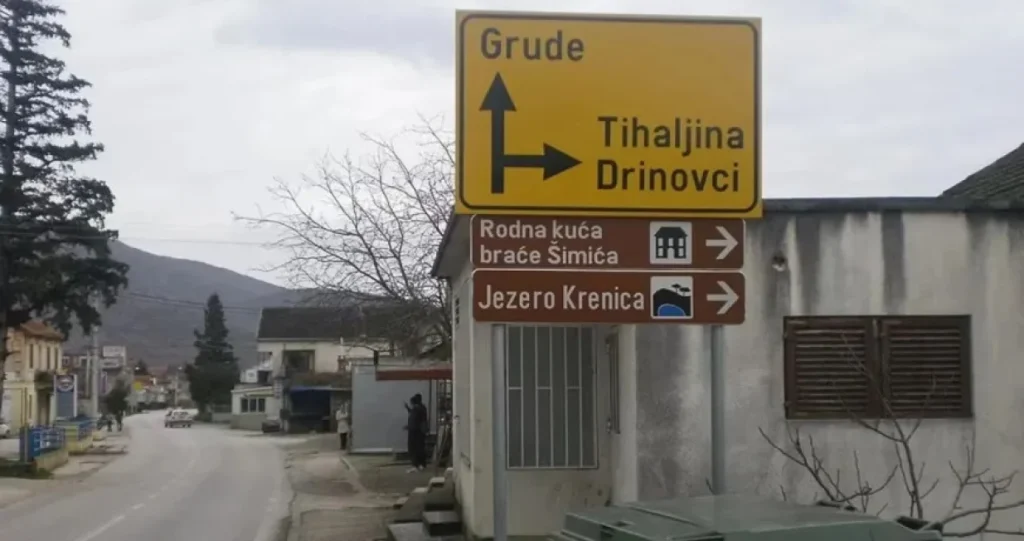 Grude
Tihaljina
Drinovci
Rodna kuća
braće Šimića
Jezero Krenica